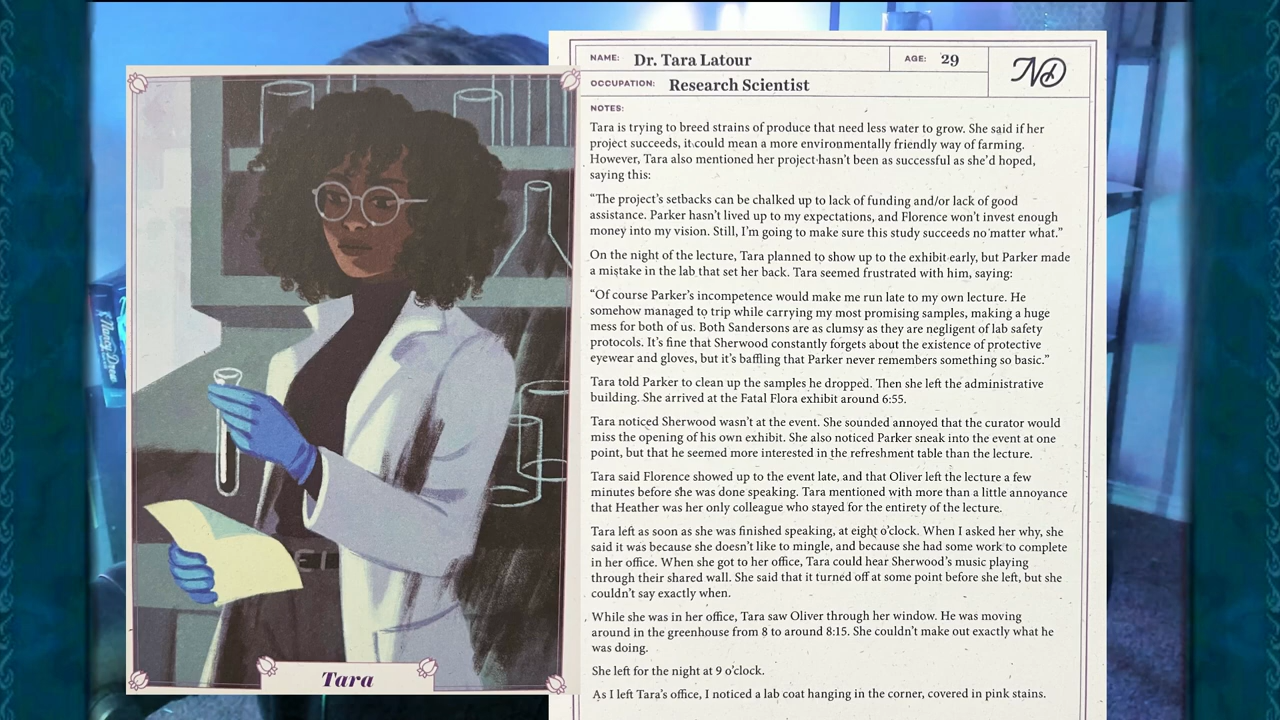 NAME: Dr. Tara Latour
AGE: 29
ND
OCCUPATION: Research Scientist
NOTES:
Tara is trying to breed strains of produce that need less water to grow. She said if her
project succeeds, it could mean a more environmentally friendly way of farming.
However, Tara also mentioned her project hasn't been as successful as she'd hoped,
saying this:
“The project's setbacks can be chalked up to lack of funding and/or lack of good
assistance. Parker hasn't lived up to my expectations, and Florence won't invest enough
money into my vision. Still, I'm going to make sure this study succeeds no matter what.”
On the night of the lecture, Tara planned to show up to the exhibit early, but Parker made
a mistake in the lab that set her back. Tara seemed frustrated with him, saying:
“Of course Parker's incompetence would make me run late to my own lecture. He
somehow managed to trip while carrying my most promising samples, making a huge
mess for both of us. Both Sandersons are as clumsy as they are negligent of lab safety
protocols. It's fine that Sherwood constantly forgets about the existence of protective
eyewear and gloves, but it's baffling that Parker never remembers something so basic.”
Tara told Parker to clean up the samples he dropped. Then she left the administrative
building. She arrived at the Fatal Flora exhibit around 6:55.
Tara noticed Sherwood wasn't at the event. She sounded annoyed that the curator would
miss the opening of his own exhibit. She also noticed Parker sneak into the event at one
point, but that he seemed more interested in the refreshment table than the lecture.
Tara said Florence showed up to the event late, and that Oliver left the lecture a few
minutes before she was done speaking. Tara mentioned with more than a little annoyance
that Heather was her only colleague who stayed for the entirety of the lecture.
Tara left as soon as she was finished speaking, at eight o'clock. When I asked her why, she
said it was because she doesn't like to mingle, and because she had some work to complete
in her office. When she got to her office, Tara could hear Sherwood's music playing
through their shared wall. She said that it turned off at some point before she left, but she
couldn't say exactly when.
While she was in her office, Tara saw Oliver through her window. He was moving
around in the greenhouse from 8 to around 8:15. She couldn't make out exactly what he
was doing.
She left for the night at 9 o'clock.
As I left Tara's office, I noticed a lab coat hanging in the corner, covered in pink stains.
Tara
Nancy Drew